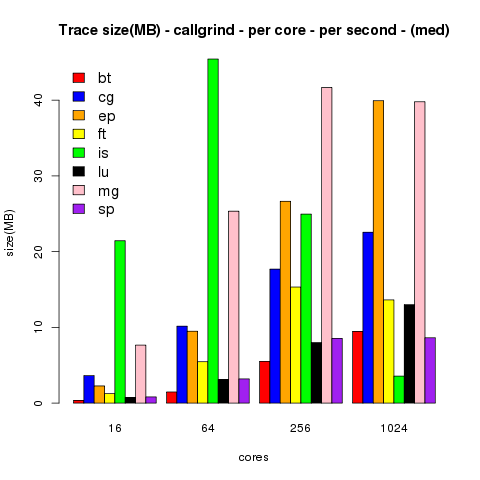 Trace size(MB) - callgrind - per core - per second - (med)
bt
cg
ep
ft
is
lu
mg
sp
size(MB)
40
30
20
10
0
16 64 256 1024
cores